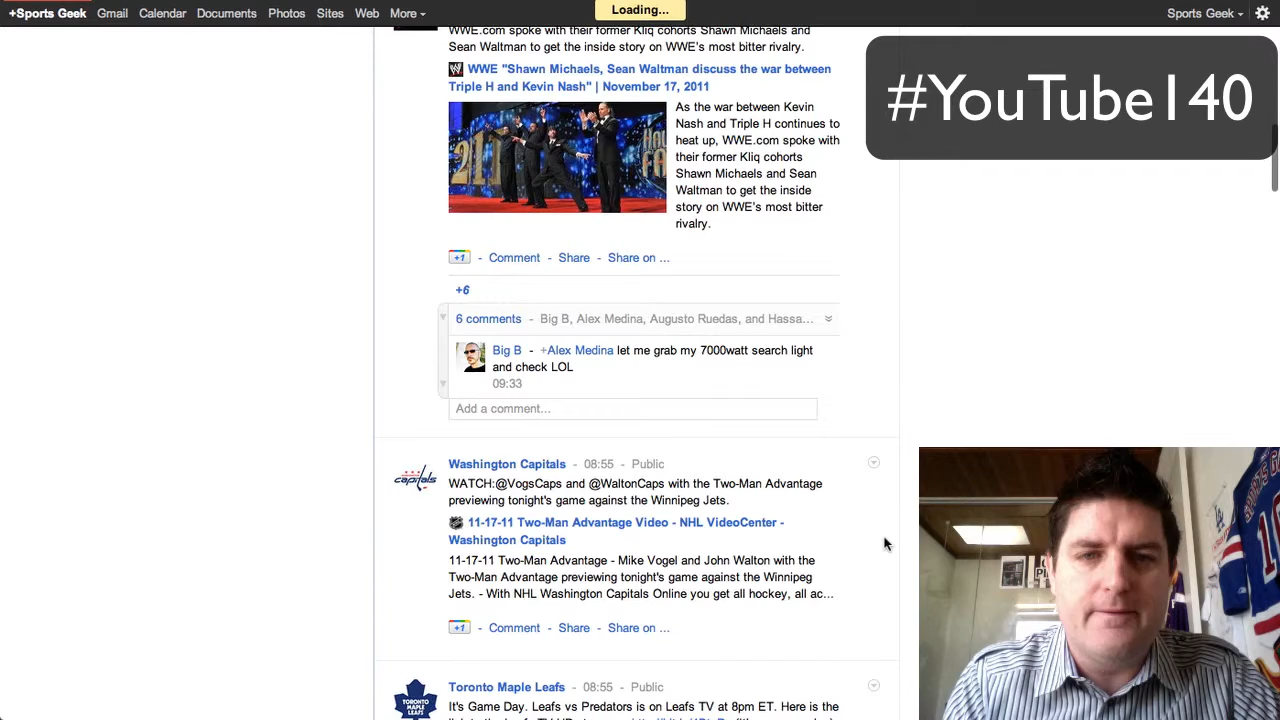 +Sports Geek Gmail Calendar Documents Photos Sites Web More
Loading...
Sports Geek
WWE.com spoke with their former Kliq cohorts Shawn Michaels and
Sean Waltman to get the inside story on WWE's most bitter rivalry.
#YouTube140
WWE "Shawn Michaels, Sean Waltman discuss the war between
Triple H and Kevin Nash" | November 17, 2011
As the war between Kevin
Nash and Triple H continues to
heat up, WWE.com spoke with
their former Kliq cohorts
Shawn Michaels and Sean
Waltman to get the inside
story on WWE's most bitter
rivalry.
+1 - Comment - Share - Share on ...
+6
6 comments - Big B, Alex Medina, Augusto Ruedas, and Hassa...
Big B - +Alex Medina let me grab my 7000watt search light
and check LOL
09:33
Add a comment...
capitals
Washington Capitals - 08:55 - Public
WATCH:@VogsCaps and @WaltonCaps with the Two-Man Advantage
previewing tonight's game against the Winnipeg Jets.
11-17-11 Two-Man Advantage Video - NHL VideoCenter -
Washington Capitals
11-17-11 Two-Man Advantage - Mike Vogel and John Walton with the
Two-Man Advantage previewing tonight's game against the Winnipeg
Jets. - With NHL Washington Capitals Online you get all hockey, all ac...
+1 - Comment - Share - Share on ...
TORONTO
MAPLE
LEAFS
Toronto Maple Leafs - 08:55 - Public
It's Game Day. Leafs vs Predators is on Leafs TV at 8pm ET. Here is the